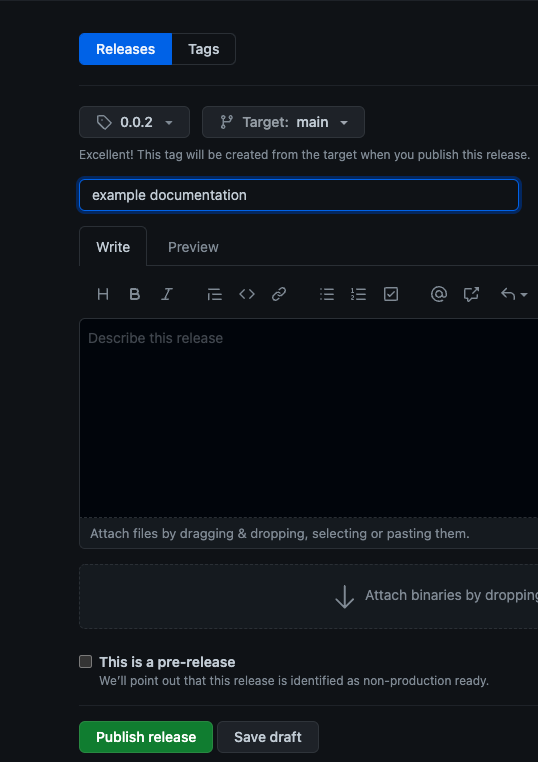 Releases Tags
0.0.2 Target: main
Excellent! This tag will be created from the target when you publish this release.
example documentation
Write Preview
H B I
Describe this release
Attach files by dragging & dropping, selecting or pasting them.
Attach binaries by dropping
This is a pre-release
We'll point out that this release is identified as non-production ready.
Publish release Save draft